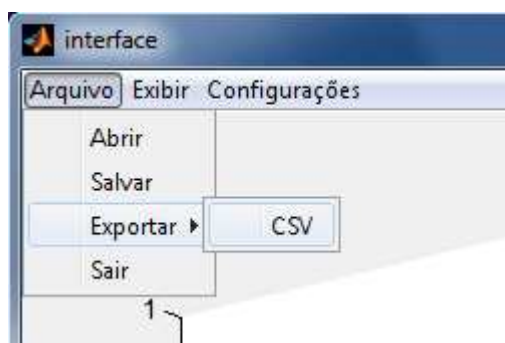 interface
Arquivo Exibir Configurações
Abrir
Salvar
Exportar CSV
Sair
1